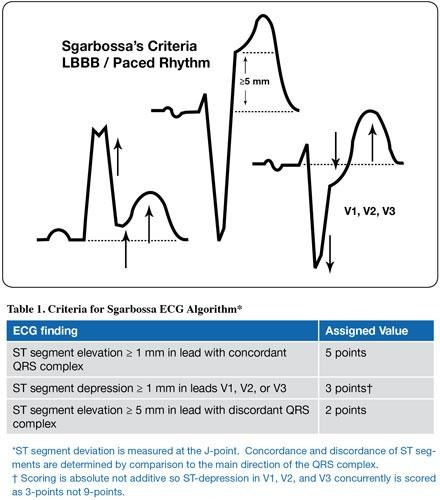 Sgarbossa's Criteria
LBBB / Paced Rhythm
≥5 mm
V1, V2, V3
Table 1. Criteria for Sgarbossa ECG Algorithm*
ECG finding Assigned Value
ST segment elevation ≥ 1 mm in lead with concordant 5 points
QRS complex
ST segment depression ≥ 1 mm in leads V1, V2, or V3 3 points†
ST segment elevation ≥ 5 mm in lead with discordant QRS 2 points
complex
*ST segment deviation is measured at the J-point. Concordance and discordance of ST seg-
ments are determined by comparison to the main direction of the QRS complex.
† Scoring is absolute not additive so ST-depression in V1, V2, and V3 concurrently is scored
as 3-points not 9-points.